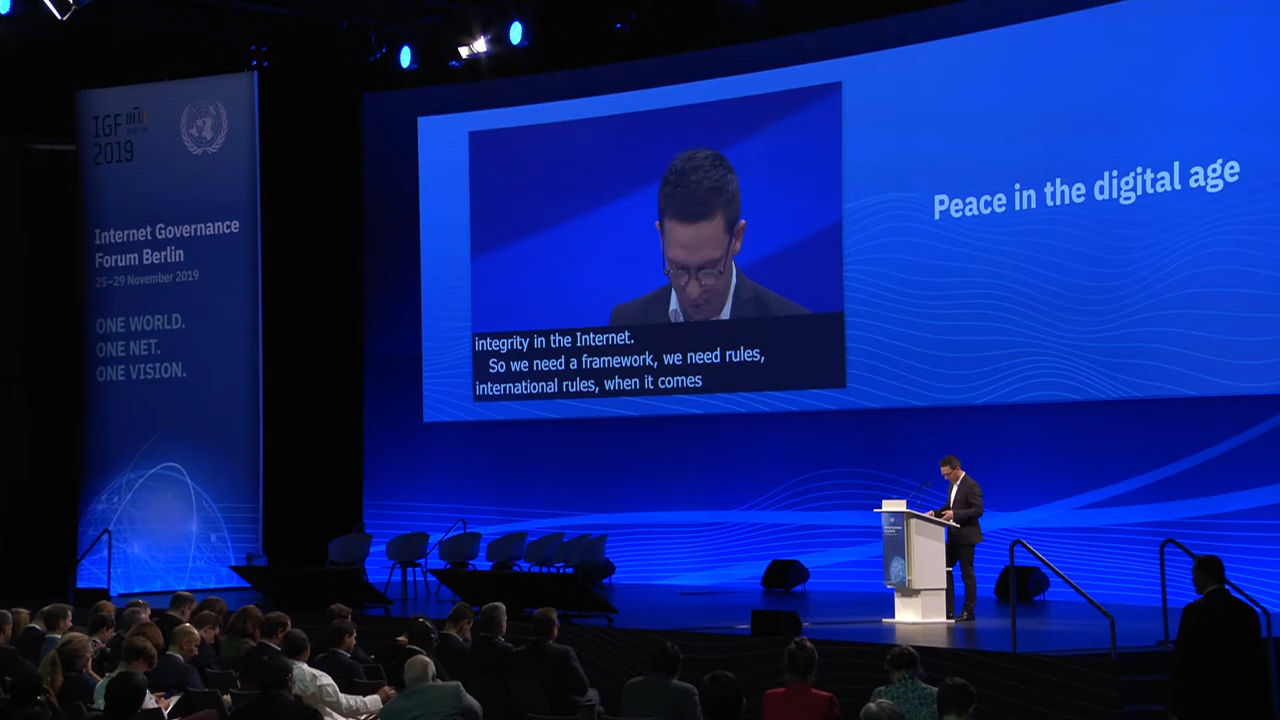 IGF
2019
Internet Governance
Forum Berlin
25–29 November 2019
ONE WORLD.
ONE NET.
ONE VISION.
integrity in the Internet.
So we need a framework, we need rules,
international rules, when it comes
Peace in the digital age